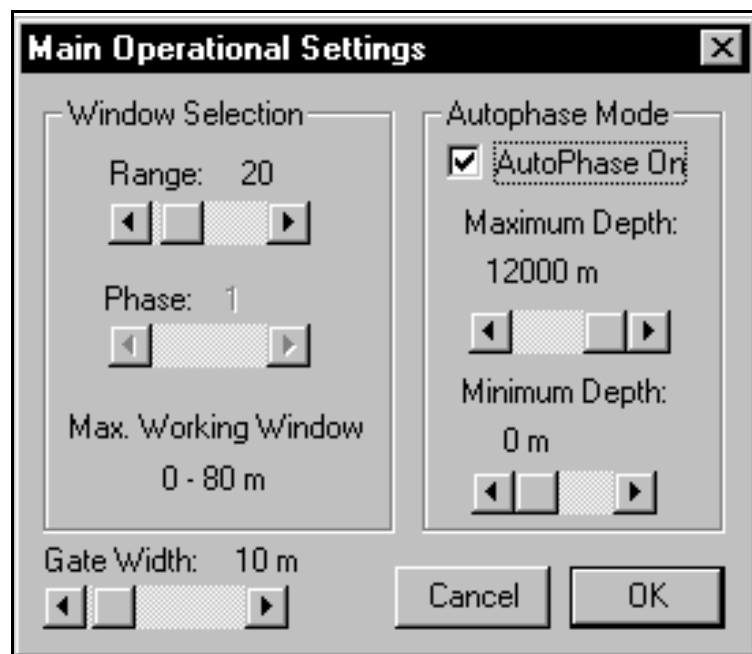 Main Operational Settings
Window Selection
Range: 20
Phase: 1
Max. Working Window
0 - 80 m
Gate Width: 10 m
Autophase Mode
AutoPhase On
Maximum Depth:
12000 m
Minimum Depth:
0 m
Cancel
OK